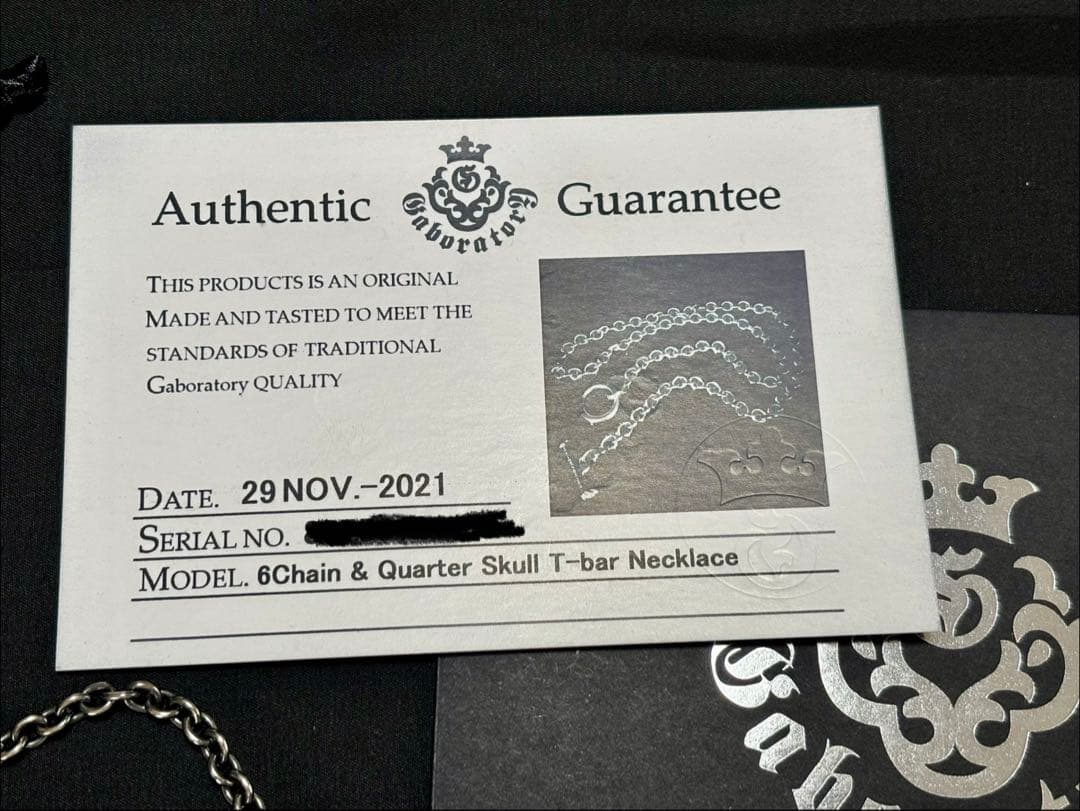 Authentic Gaboratory Guarantee
THIS PRODUCTS IS AN ORIGINAL
MADE AND TASTED TO MEET THE
STANDARDS OF TRADITIONAL
Gaboratory QUALITY
DATE. 29 NOV.-2021
SERIAL NO.
MODEL. 6Chain & Quarter Skull T-bar Necklace
Gab